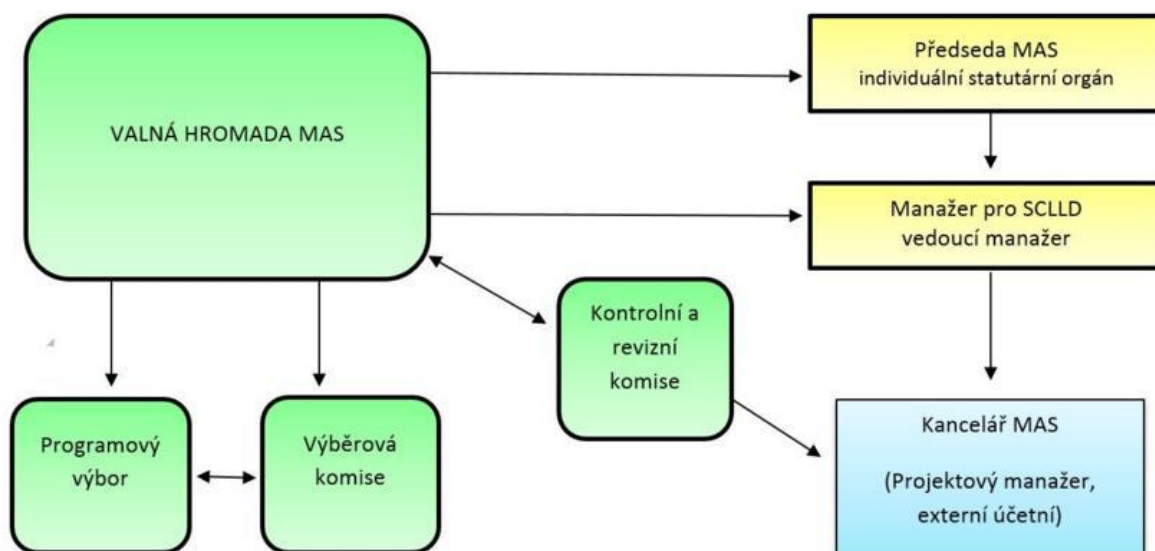 VALNÁ HROMADA MAS
Předseda MAS
individuální statutární orgán
Manažer pro SCLLD
vedoucí manažer
Kontrolní a
revizní
komise
Programový
výbor
Výběrová
komise
Kancelář MAS
(Projektový manažer,
externí účetní)